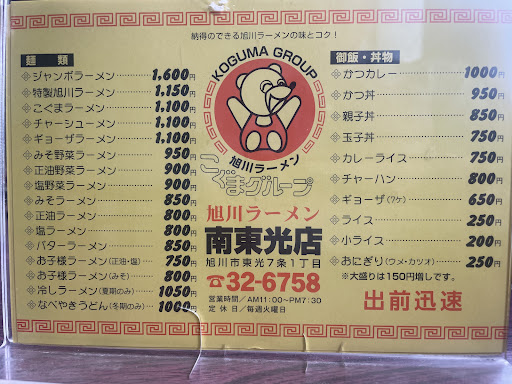 納得のできる旭川ラーメンの味とコク!
麺 類
※ジャンボラーメン 1,600円
※特製旭川ラーメン 1,150円
※こぐまラーメン 1,100円
※チャーシューメン 1,100円
※ギョーザラーメン 1,100円
※みそ野菜ラーメン 950円
※正油野菜ラーメン 900円
※塩野菜ラーメン 900円
※みそラーメン 850円
※正油ラーメン 800円
※塩ラーメン 800円
※バターラーメン 850円
※お子様ラーメン(正油・塩) 750円
※お子様ラーメン(みそ) 800円
※冷しラーメン(夏期のみ) 1050円
※なべやきうどん(冬期のみ) 1000円
KOGUMA GROUP
旭川ラーメン
こぐまグループ
旭川ラーメン
南東光店
旭川市東光7条1丁目
☎32-6758
営業時間/AM11:00~PM7:30
定休日/毎週火曜日
御飯・丼物
※かつカレー 1000円
※かつ丼 950円
※親子丼 850円
※玉子丼 750円
※カレーライス 750円
※チャーハン 800円
※ギョーザ(7ヶ) 650円
※ライス 250円
※小ライス 200円
※おにぎり(ウメ・カツオ) 250円
※大盛りは150円増しです。
出前迅速